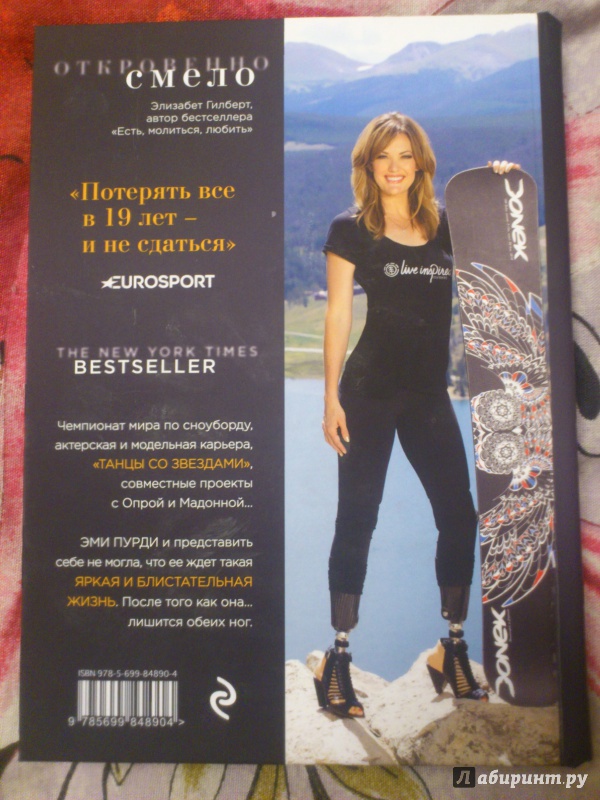 ОТКРОВЕННО
смело
Элизабет Гилберт,
автор бестселлера
«Есть, молиться, любить»
«Потерять все
в 19 лет –
и не сдаться»
EUROSPORT
THE NEW YORK TIMES
BESTSELLER
Чемпионат мира по сноуборду,
актерская и модельная карьера,
«ТАНЦЫ СО ЗВЕЗДАМИ»,
совместные проекты
с Опрой и Мадонной...
ЭМИ ПУРДИ и представить
себе не могла, что ее ждет такая
ЯРКАЯ И БЛИСТАТЕЛЬНАЯ
ЖИЗНЬ. После того как она...
лишится обеих ног.
ISBN 978-5-699-84890-4
9 785699 848904 >
live inspired
DONEK
DONEK
Лабиринт.ру